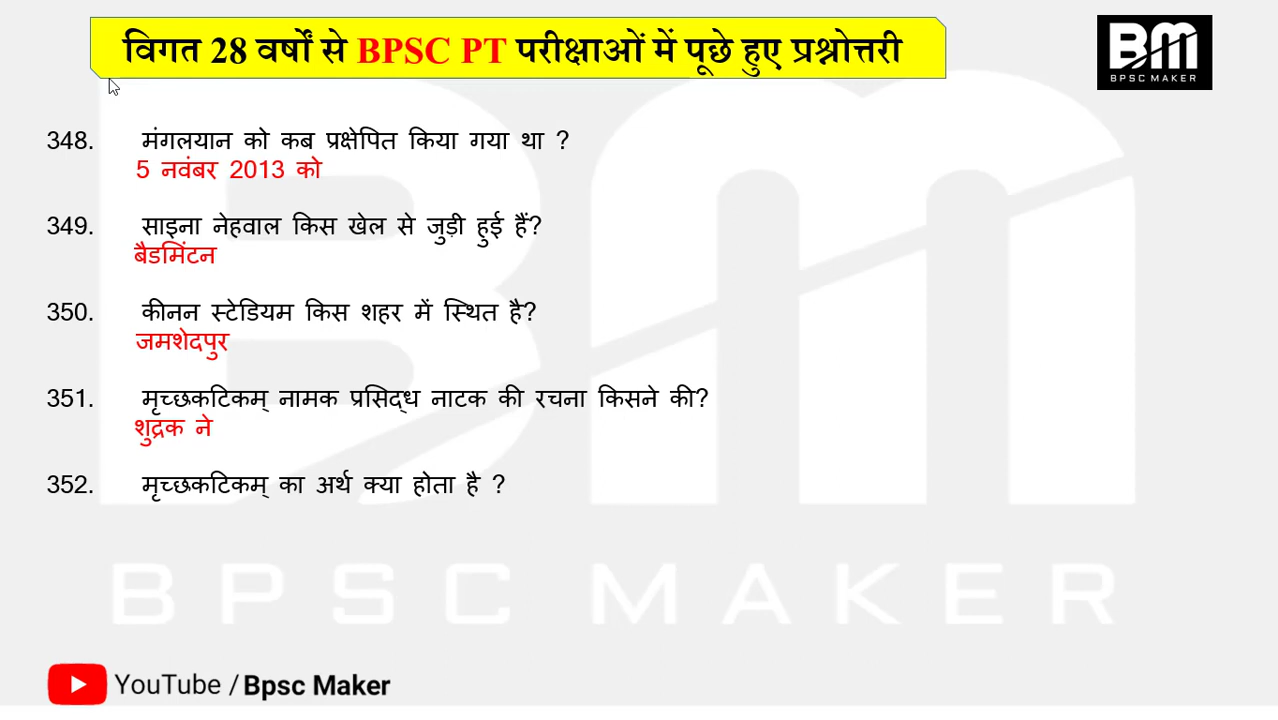 विगत 28 वर्षों से BPSC PT परीक्षाओं में पूछे हुए प्रश्नोत्तरी
BM
BPSC MAKER
348. मंगलयान को कब प्रक्षेपित किया गया था ?
5 नवंबर 2013 को
349. साइना नेहवाल किस खेल से जुड़ी हुई हैं?
बैडमिंटन
350. कीनन स्टेडियम किस शहर में स्थित है?
जमशेदपुर
351. मृच्छकटिकम् नामक प्रसिद्ध नाटक की रचना किसने की?
शुद्रक ने
352. मृच्छकटिकम् का अर्थ क्या होता है ?
BPSC MAKER
YouTube / Bpsc Maker